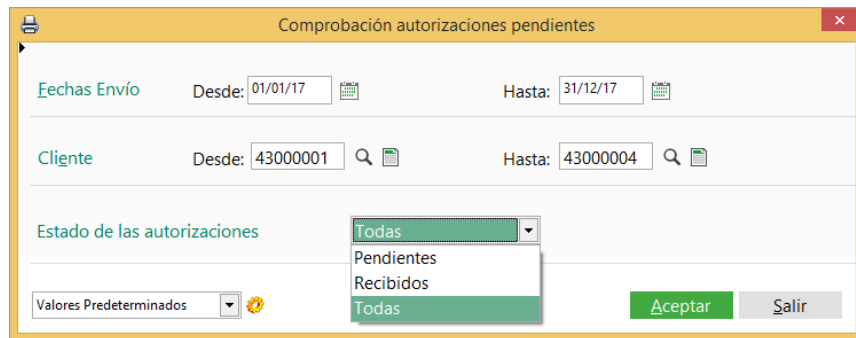 Comprobación autorizaciones pendientes
Fechas Envío Desde: 01/01/17 Hasta: 31/12/17
Cliente Desde: 43000001 Hasta: 43000004
Estado de las autorizaciones Todas
Pendientes
Recibidos
Todas
Valores Predeterminados Aceptar Salir